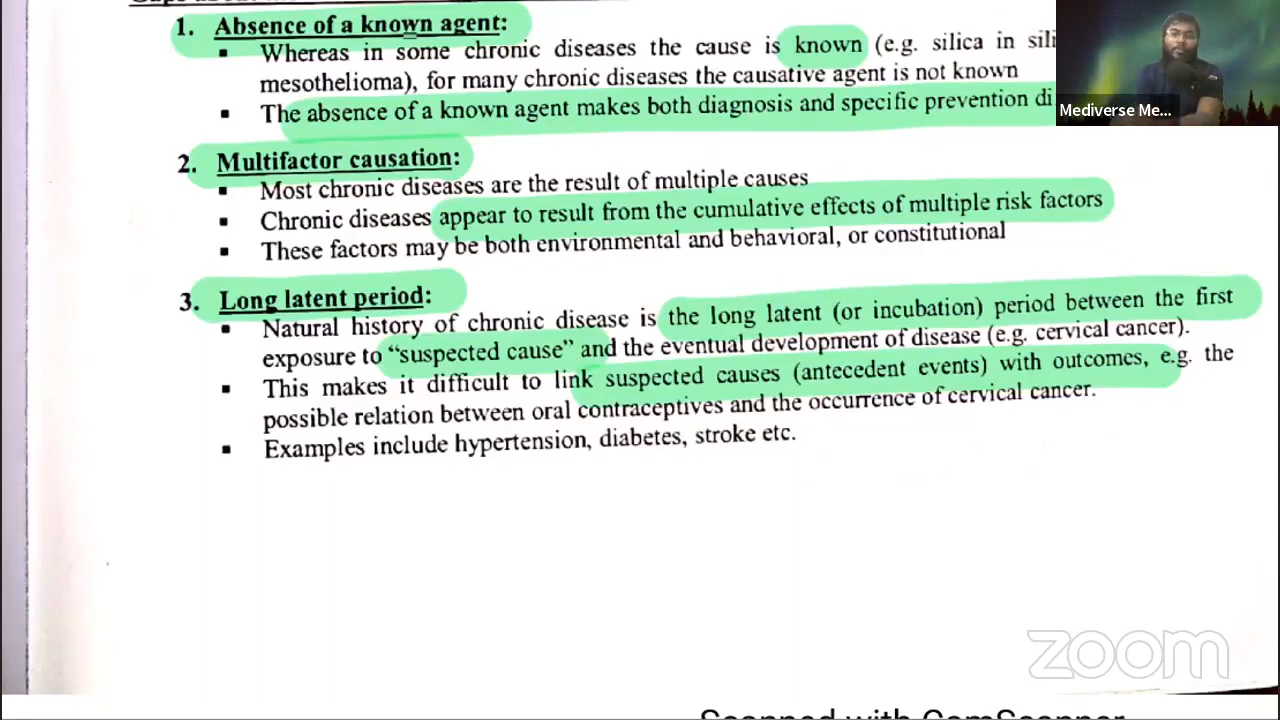 1. Absence of a known agent:
▪ Whereas in some chronic diseases the cause is known (e.g. silica in
mesothelioma), for many chronic diseases the causative agent is not known
▪ The absence of a known agent makes both diagnosis and specific prevention
Mediverse Me...
2. Multifactor causation:
▪ Most chronic diseases are the result of multiple causes
▪ Chronic diseases appear to result from the cumulative effects of multiple risk factors
▪ These factors may be both environmental and behavioral, or constitutional
3. Long latent period:
▪ Natural history of chronic disease is the long latent (or incubation) period between the first
exposure to “suspected cause” and the eventual development of disease (e.g. cervical cancer).
▪ This makes it difficult to link suspected causes (antecedent events) with outcomes, e.g. the
possible relation between oral contraceptives and the occurrence of cervical cancer.
▪ Examples include hypertension, diabetes, stroke etc.
zoom
Scanned with CamScanner